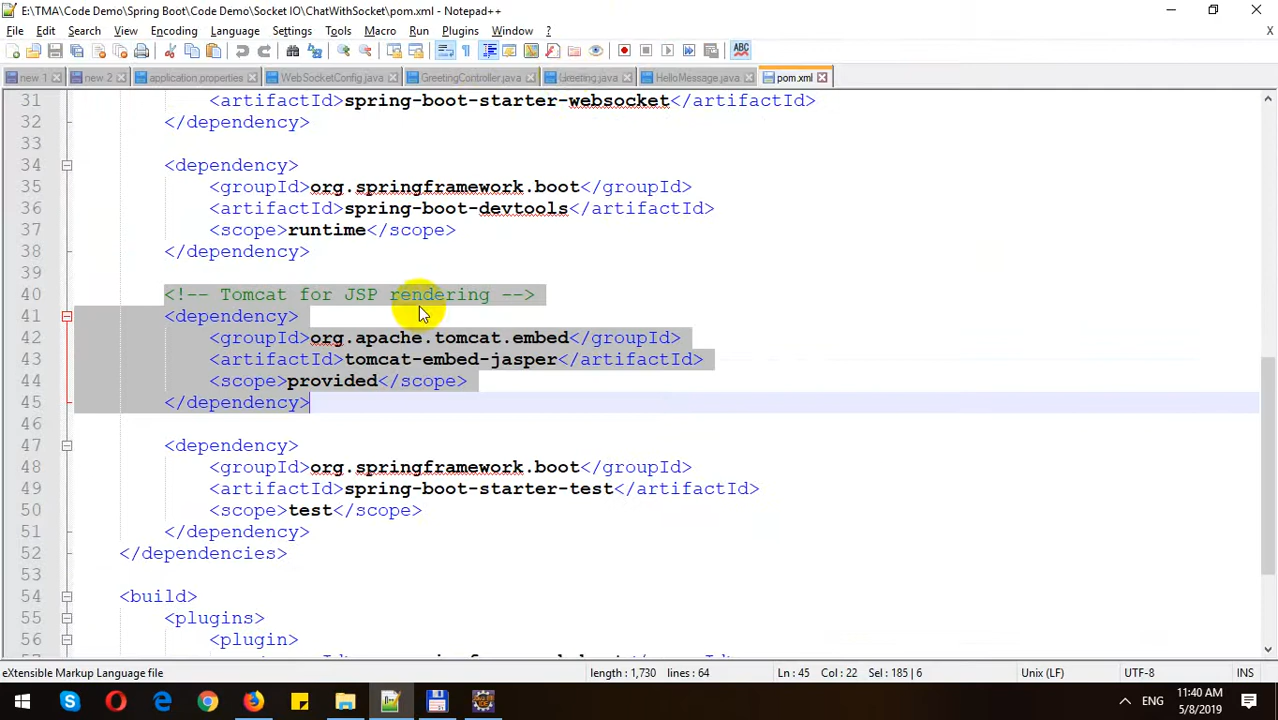 E:\TMA\Code Demo\Spring Boot\Code Demo\Socket IO\ChatWithSocket\pom.xml - Notepad++
File Edit Search View Encoding Language Settings Tools Macro Run Plugins Window ? X
new 1 new 2 application.properties WebSocketConfig.java GreetingController.java Greeting.java HelloMessage.java pom.xml
31 <artifactId>spring-boot-starter-websocket</artifactId>
32 </dependency>
33
34 <dependency>
35 <groupId>org.springframework.boot</groupId>
36 <artifactId>spring-boot-devtools</artifactId>
37 <scope>runtime</scope>
38 </dependency>
39
40 <!-- Tomcat for JSP rendering -->
41 <dependency>
42 <groupId>org.apache.tomcat.embed</groupId>
43 <artifactId>tomcat-embed-jasper</artifactId>
44 <scope>provided</scope>
45 </dependency>
46
47 <dependency>
48 <groupId>org.springframework.boot</groupId>
49 <artifactId>spring-boot-starter-test</artifactId>
50 <scope>test</scope>
51 </dependency>
52 </dependencies>
53
54 <build>
55 <plugins>
56 <plugin>
eXtensible Markup Language file length : 1,730 lines : 64 Ln : 45 Col : 22 Sel : 185 | 6 Unix (LF) UTF-8 INS
ENG
11:40 AM
5/8/2019